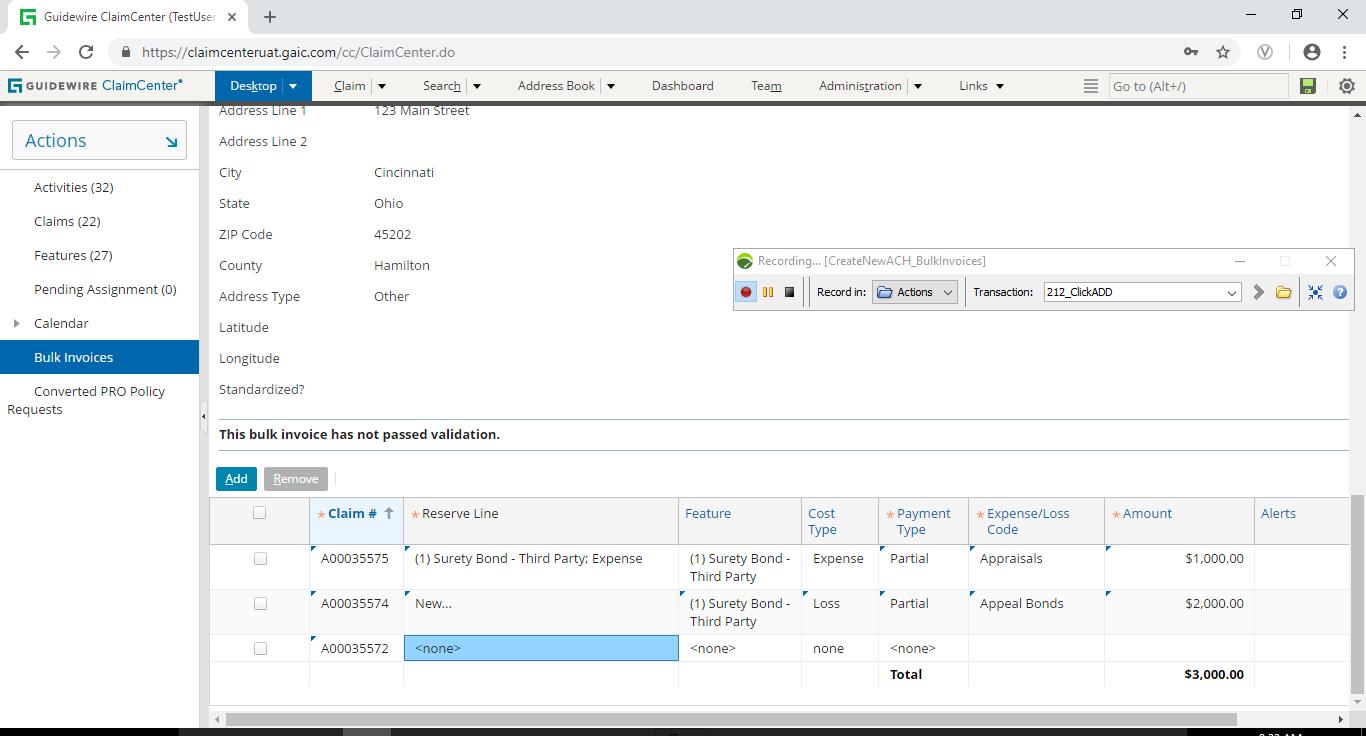 Guidewire ClaimCenter (TestUser
https://claimcenteruat.gaic.com/cc/ClaimCenter.do
GUIDEWIRE ClaimCenter
Desktop Claim Search Address Book Dashboard Team Administration Links Go to (Alt+/)
Actions
Activities (32)
Claims (22)
Features (27)
Pending Assignment (0)
Calendar
Bulk Invoices
Converted PRO Policy
Requests
Address Line 1 123 Main Street
Address Line 2
City Cincinnati
State Ohio
ZIP Code 45202
County Hamilton
Address Type Other
Latitude
Longitude
Standardized?
Recording... [CreateNewACH_BulkInvoices]
Record in: Actions Transaction: 212_ClickADD
This bulk invoice has not passed validation.
Add Remove
* Claim # * Reserve Line Feature Cost Type * Payment Type * Expense/Loss Code * Amount Alerts
A00035575 (1) Surety Bond - Third Party; Expense (1) Surety Bond - Third Party Expense Partial Appraisals $1,000.00
A00035574 New... (1) Surety Bond - Third Party Loss Partial Appeal Bonds $2,000.00
A00035572 <none> <none> none <none>
Total $3,000.00